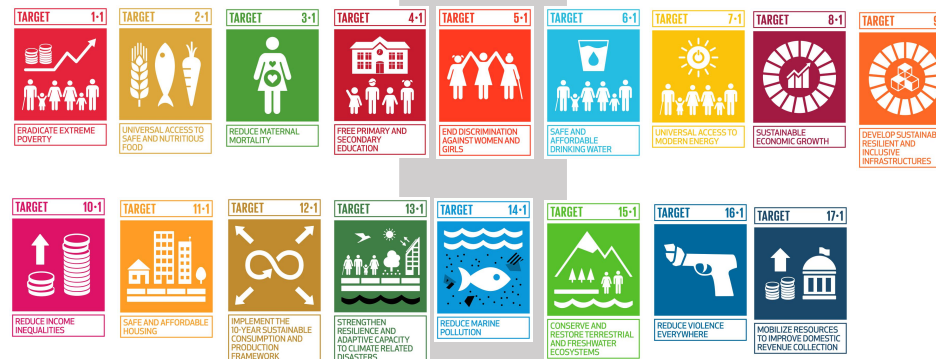 TARGET 1·1
ERADICATE EXTREME
POVERTY
TARGET 2·1
UNIVERSAL ACCESS TO
SAFE AND NUTRITIOUS
FOOD
TARGET 3·1
REDUCE MATERNAL
MORTALITY
TARGET 4·1
FREE PRIMARY AND
SECONDARY
EDUCATION
TARGET 5·1
END DISCRIMINATION
AGAINST WOMEN AND
GIRLS
TARGET 6·1
SAFE AND
AFFORDABLE
DRINKING WATER
TARGET 7·1
UNIVERSAL ACCESS TO
MODERN ENERGY
TARGET 8·1
SUSTAINABLE
ECONOMIC GROWTH
TARGET 9
DEVELOP SUSTAINAB
RESILIENT AND
INCLUSIVE
INFRASTRUCTURES
TARGET 10·1
REDUCE INCOME
INEQUALITIES
TARGET 11·1
SAFE AND AFFORDABLE
HOUSING
TARGET 12·1
IMPLEMENT THE
10-YEAR SUSTAINABLE
CONSUMPTION AND
PRODUCTION
FRAMEWORK
TARGET 13·1
STRENGTHEN
RESILIENCE AND
ADAPTIVE CAPACITY
TO CLIMATE RELATED
DISASTERS
TARGET 14·1
REDUCE MARINE
POLLUTION
TARGET 15·1
CONSERVE AND
RESTORE TERRESTRIAL
AND FRESHWATER
ECOSYSTEMS
TARGET 16·1
REDUCE VIOLENCE
EVERYWHERE
TARGET 17·1
MOBILIZE RESOURCES
TO IMPROVE DOMESTIC
REVENUE COLLECTION